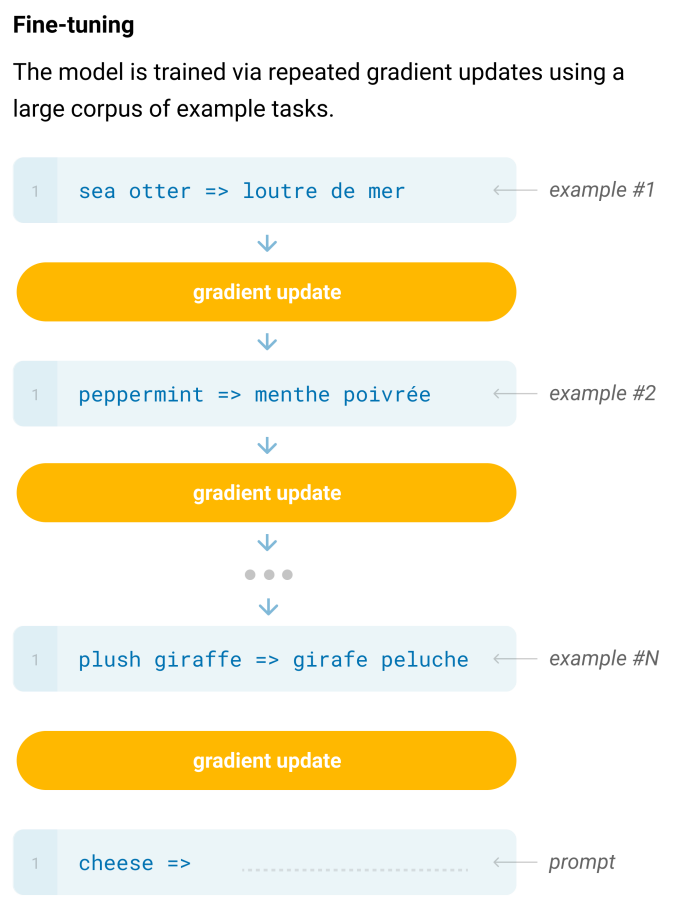 Fine-tuning
The model is trained via repeated gradient updates using a
large corpus of example tasks.
1 sea otter => loutre de mer example #1
gradient update
1 peppermint => menthe poivrée example #2
gradient update
1 plush giraffe => girafe peluche example #N
gradient update
1 cheese => prompt